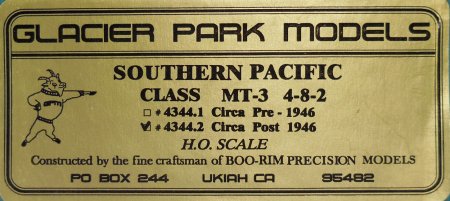 GLACIER PARK MODELS
SOUTHERN PACIFIC
CLASS MT-3 4-8-2
☐ # 4344.1 Circa Pre - 1946
☑ # 4344.2 Circa Post 1946
H.O. SCALE
Constructed by the fine craftsman of BOO-RIM PRECISION MODELS
PO BOX 244 UKIAH CA 95482